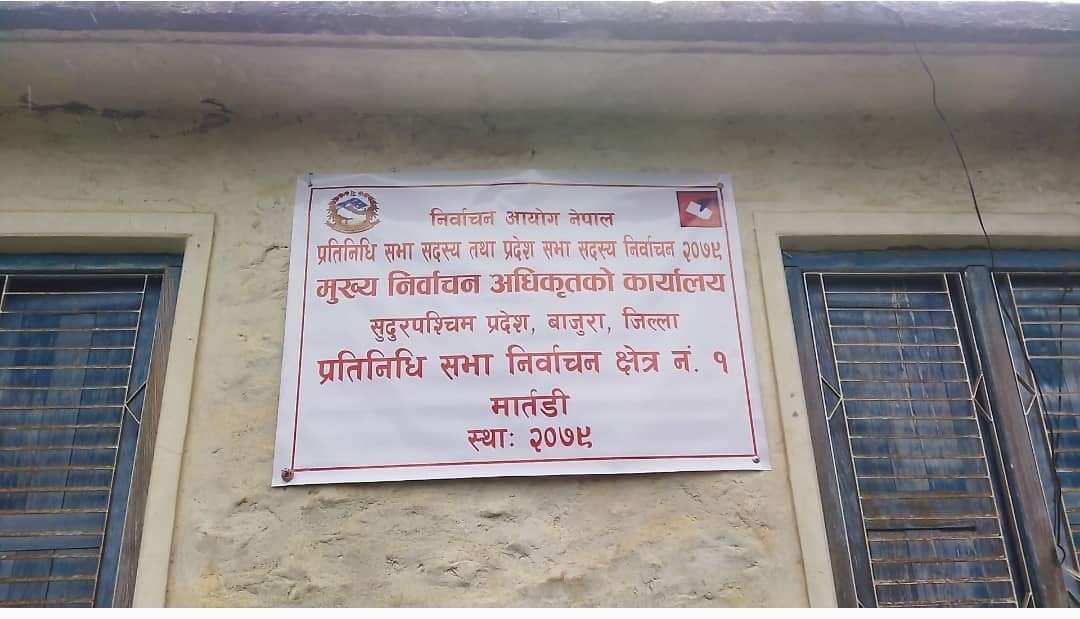 निर्वाचन आयोग नेपाल
प्रतिनिधि सभा सदस्य तथा प्रदेश सभा सदस्य निर्वाचन २०७९
मुख्य निर्वाचन अधिकृतको कार्यालय
सुदुरपश्चिम प्रदेश, बाजुरा, जिल्ला
प्रतिनिधि सभा निर्वाचन क्षेत्र नं. १
मार्तडी
स्थाः २०७९